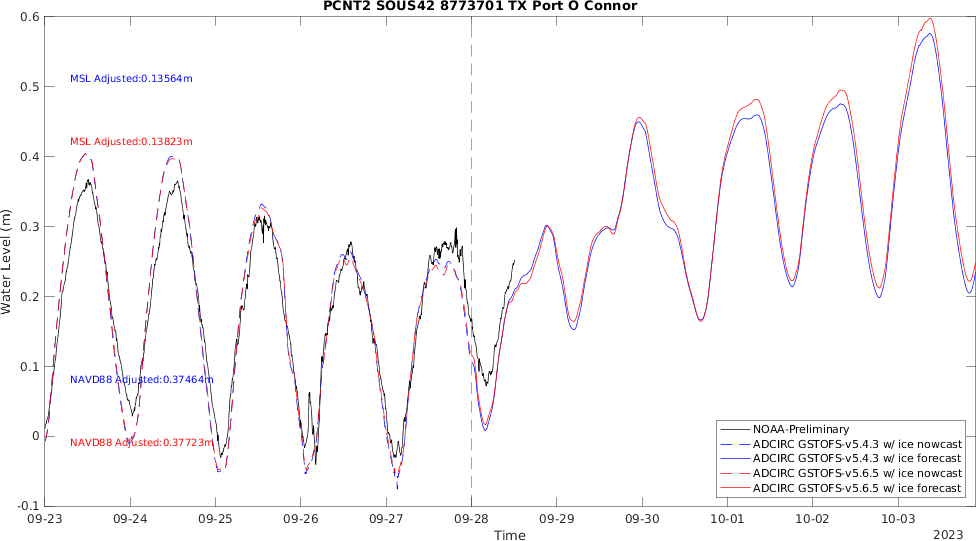 PCNT2 SOUS42 8773701 TX Port O Connor
0.6
0.5
0.4
0.3
0.2
0.1
0
-0.1
Water Level (m)
MSL Adjusted:0.13564m
MSL Adjusted:0.13823m
NAVD88 Adjusted:0.37464m
NAVD88 Adjusted:0.37723m
NOAA-Preliminary
ADCIRC GSTOFS-v5.4.3 w/ ice nowcast
ADCIRC GSTOFS-v5.4.3 w/ ice forecast
ADCIRC GSTOFS-v5.6.5 w/ ice nowcast
ADCIRC GSTOFS-v5.6.5 w/ ice forecast
09-23 09-24 09-25 09-26 09-27 09-28 09-29 09-30 10-01 10-02 10-03
Time
2023